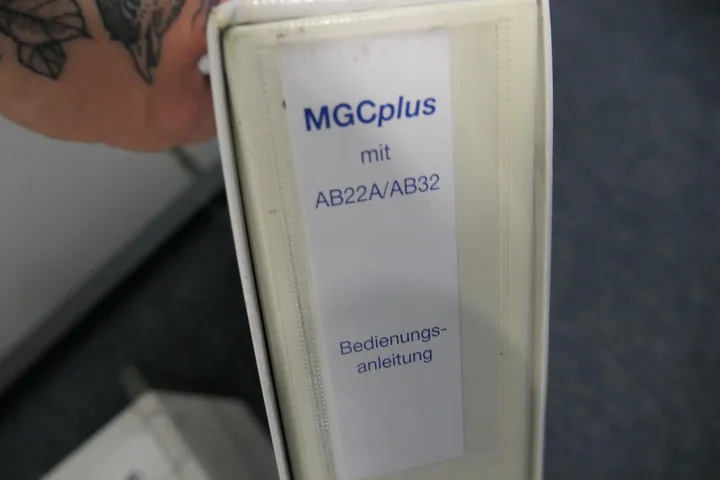 MGCplus
mit
AB22A/AB32
Bedienungs-
anleitung